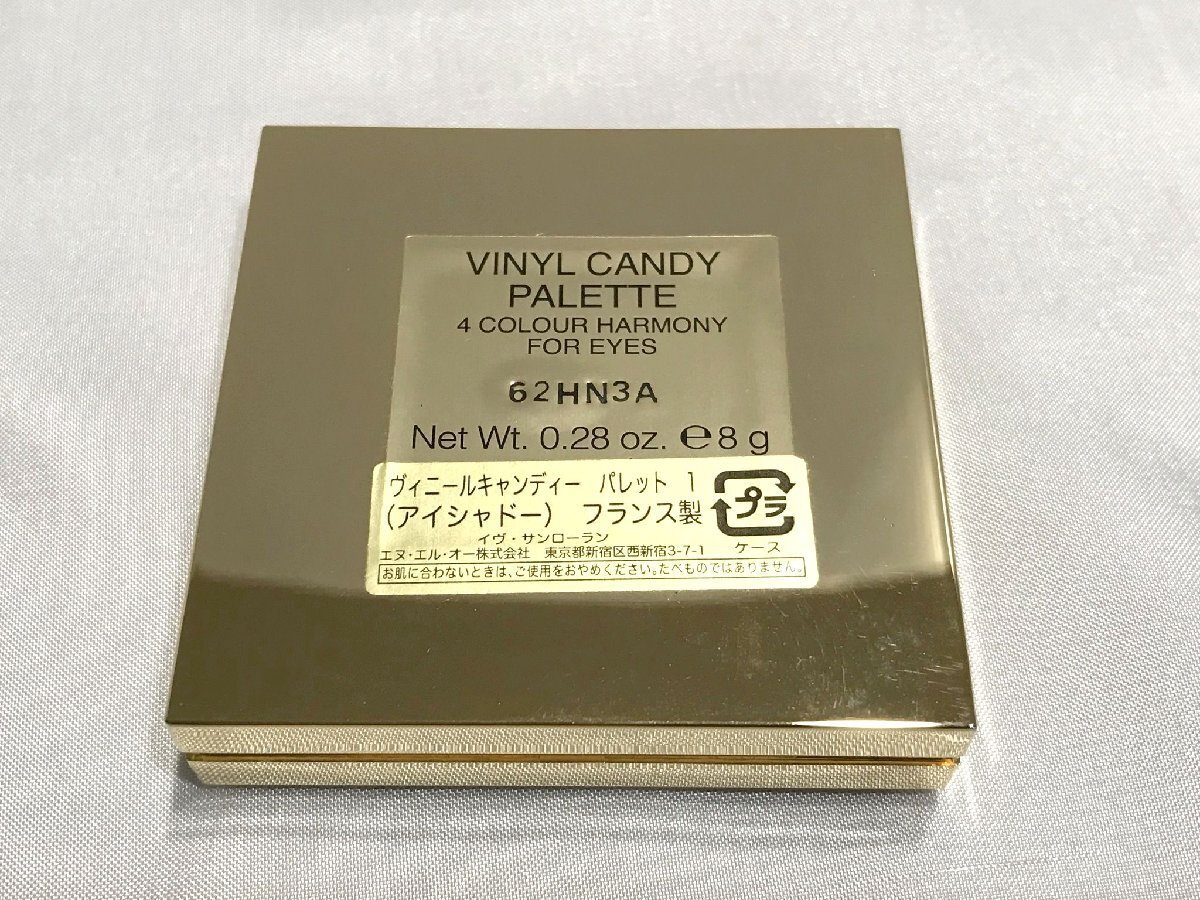 VINYL CANDY
PALETTE
4 COLOUR HARMONY
FOR EYES
62HN3A
Net Wt. 0.28 oz. ℮8 g
ヴィニールキャンディー パレット 1
(アイシャドー) フランス製
イヴ・サンローラン
エヌ・エル・オー株式会社 東京都新宿区西新宿3-7-1
プラ
ケース
お肌に合わないときは、ご使用をおやめください。たべものではありません。